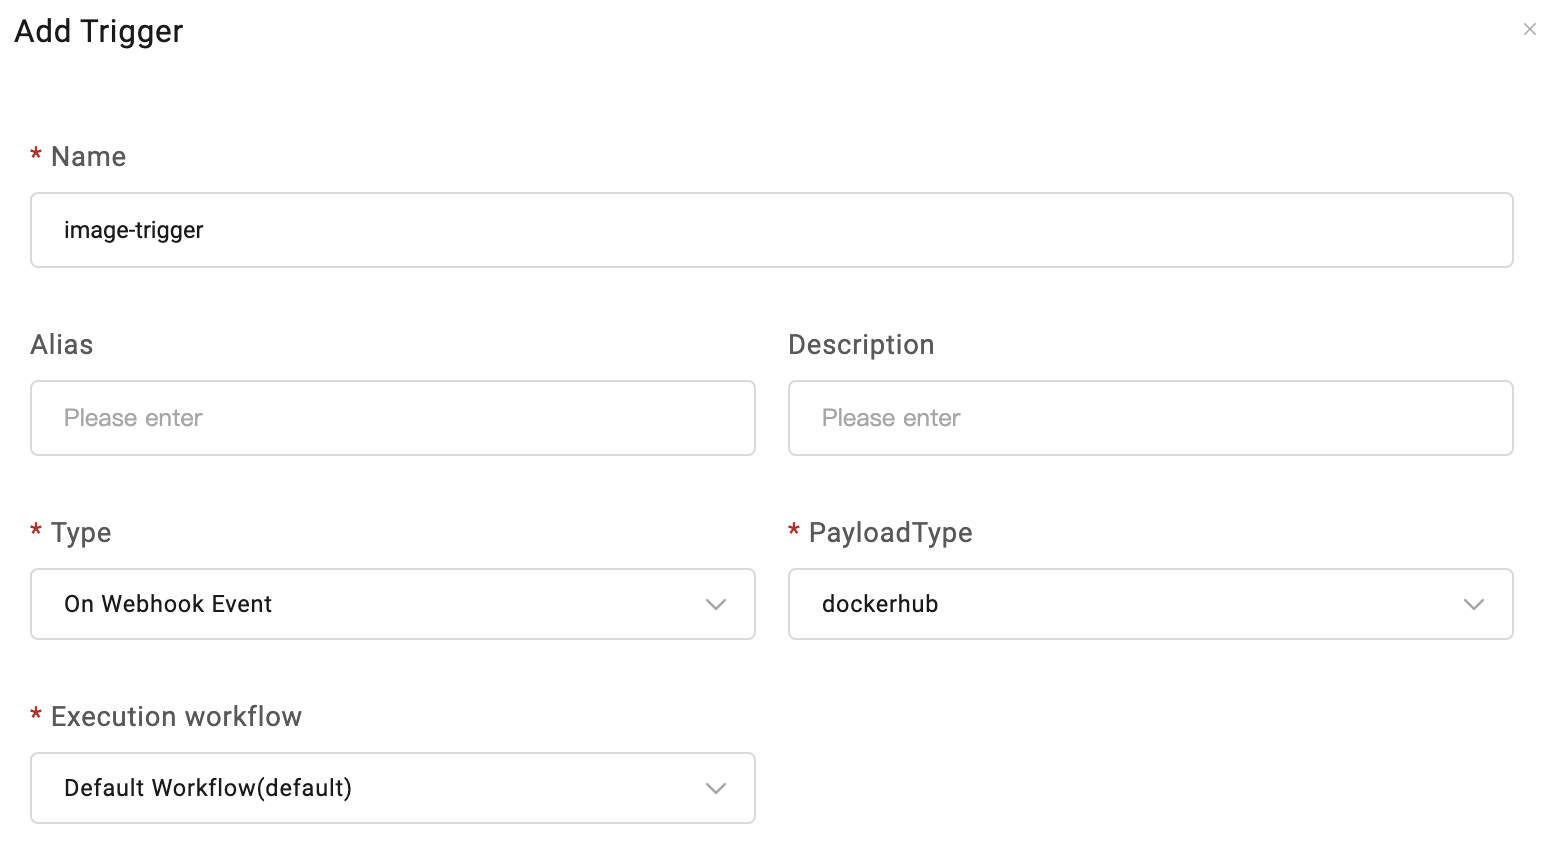 Add Trigger
* Name
image-trigger
Alias
Description
Please enter
Please enter
* Type
* PayloadType
On Webhook Event
dockerhub
* Execution workflow
Default Workflow(default)